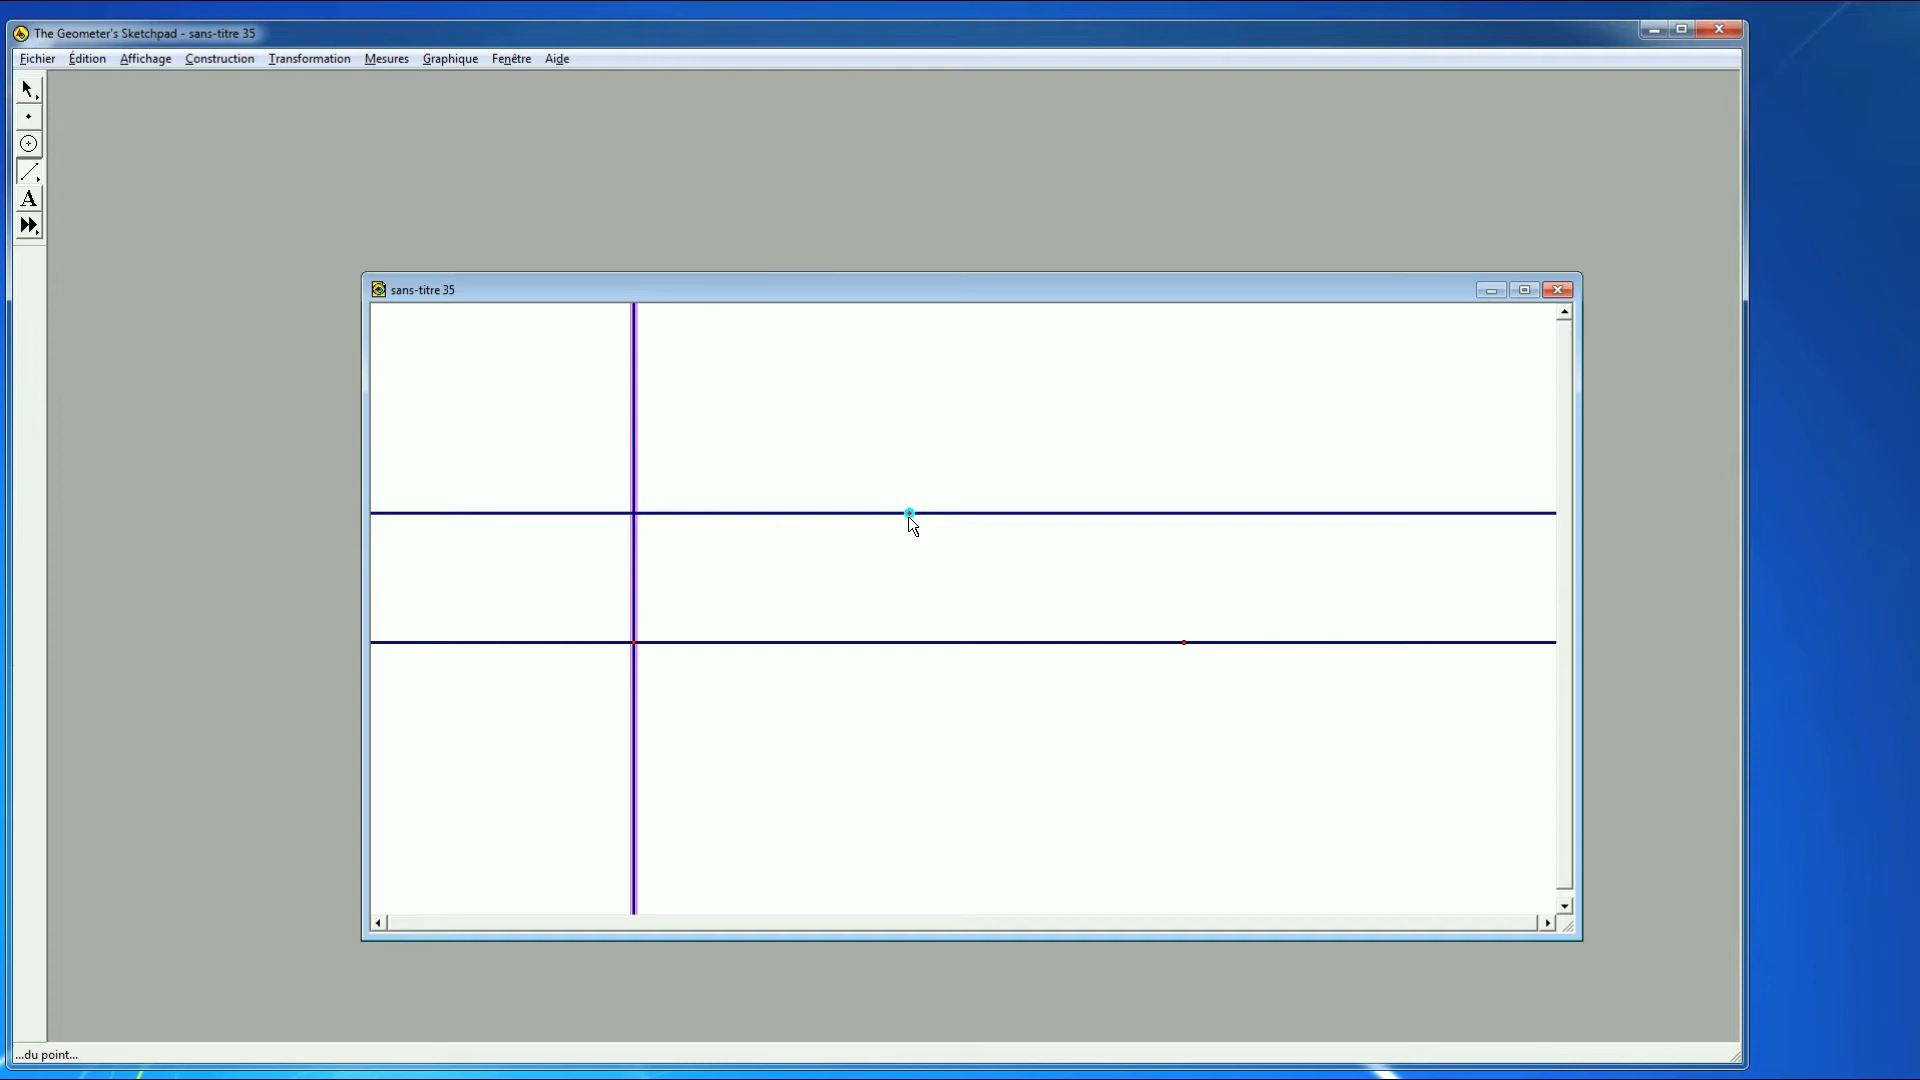 The Geometer's Sketchpad - sans-titre 35
Fichier Édition Affichage Construction Transformation Mesures Graphique Fenêtre Aide
A
sans-titre 35
...du point...